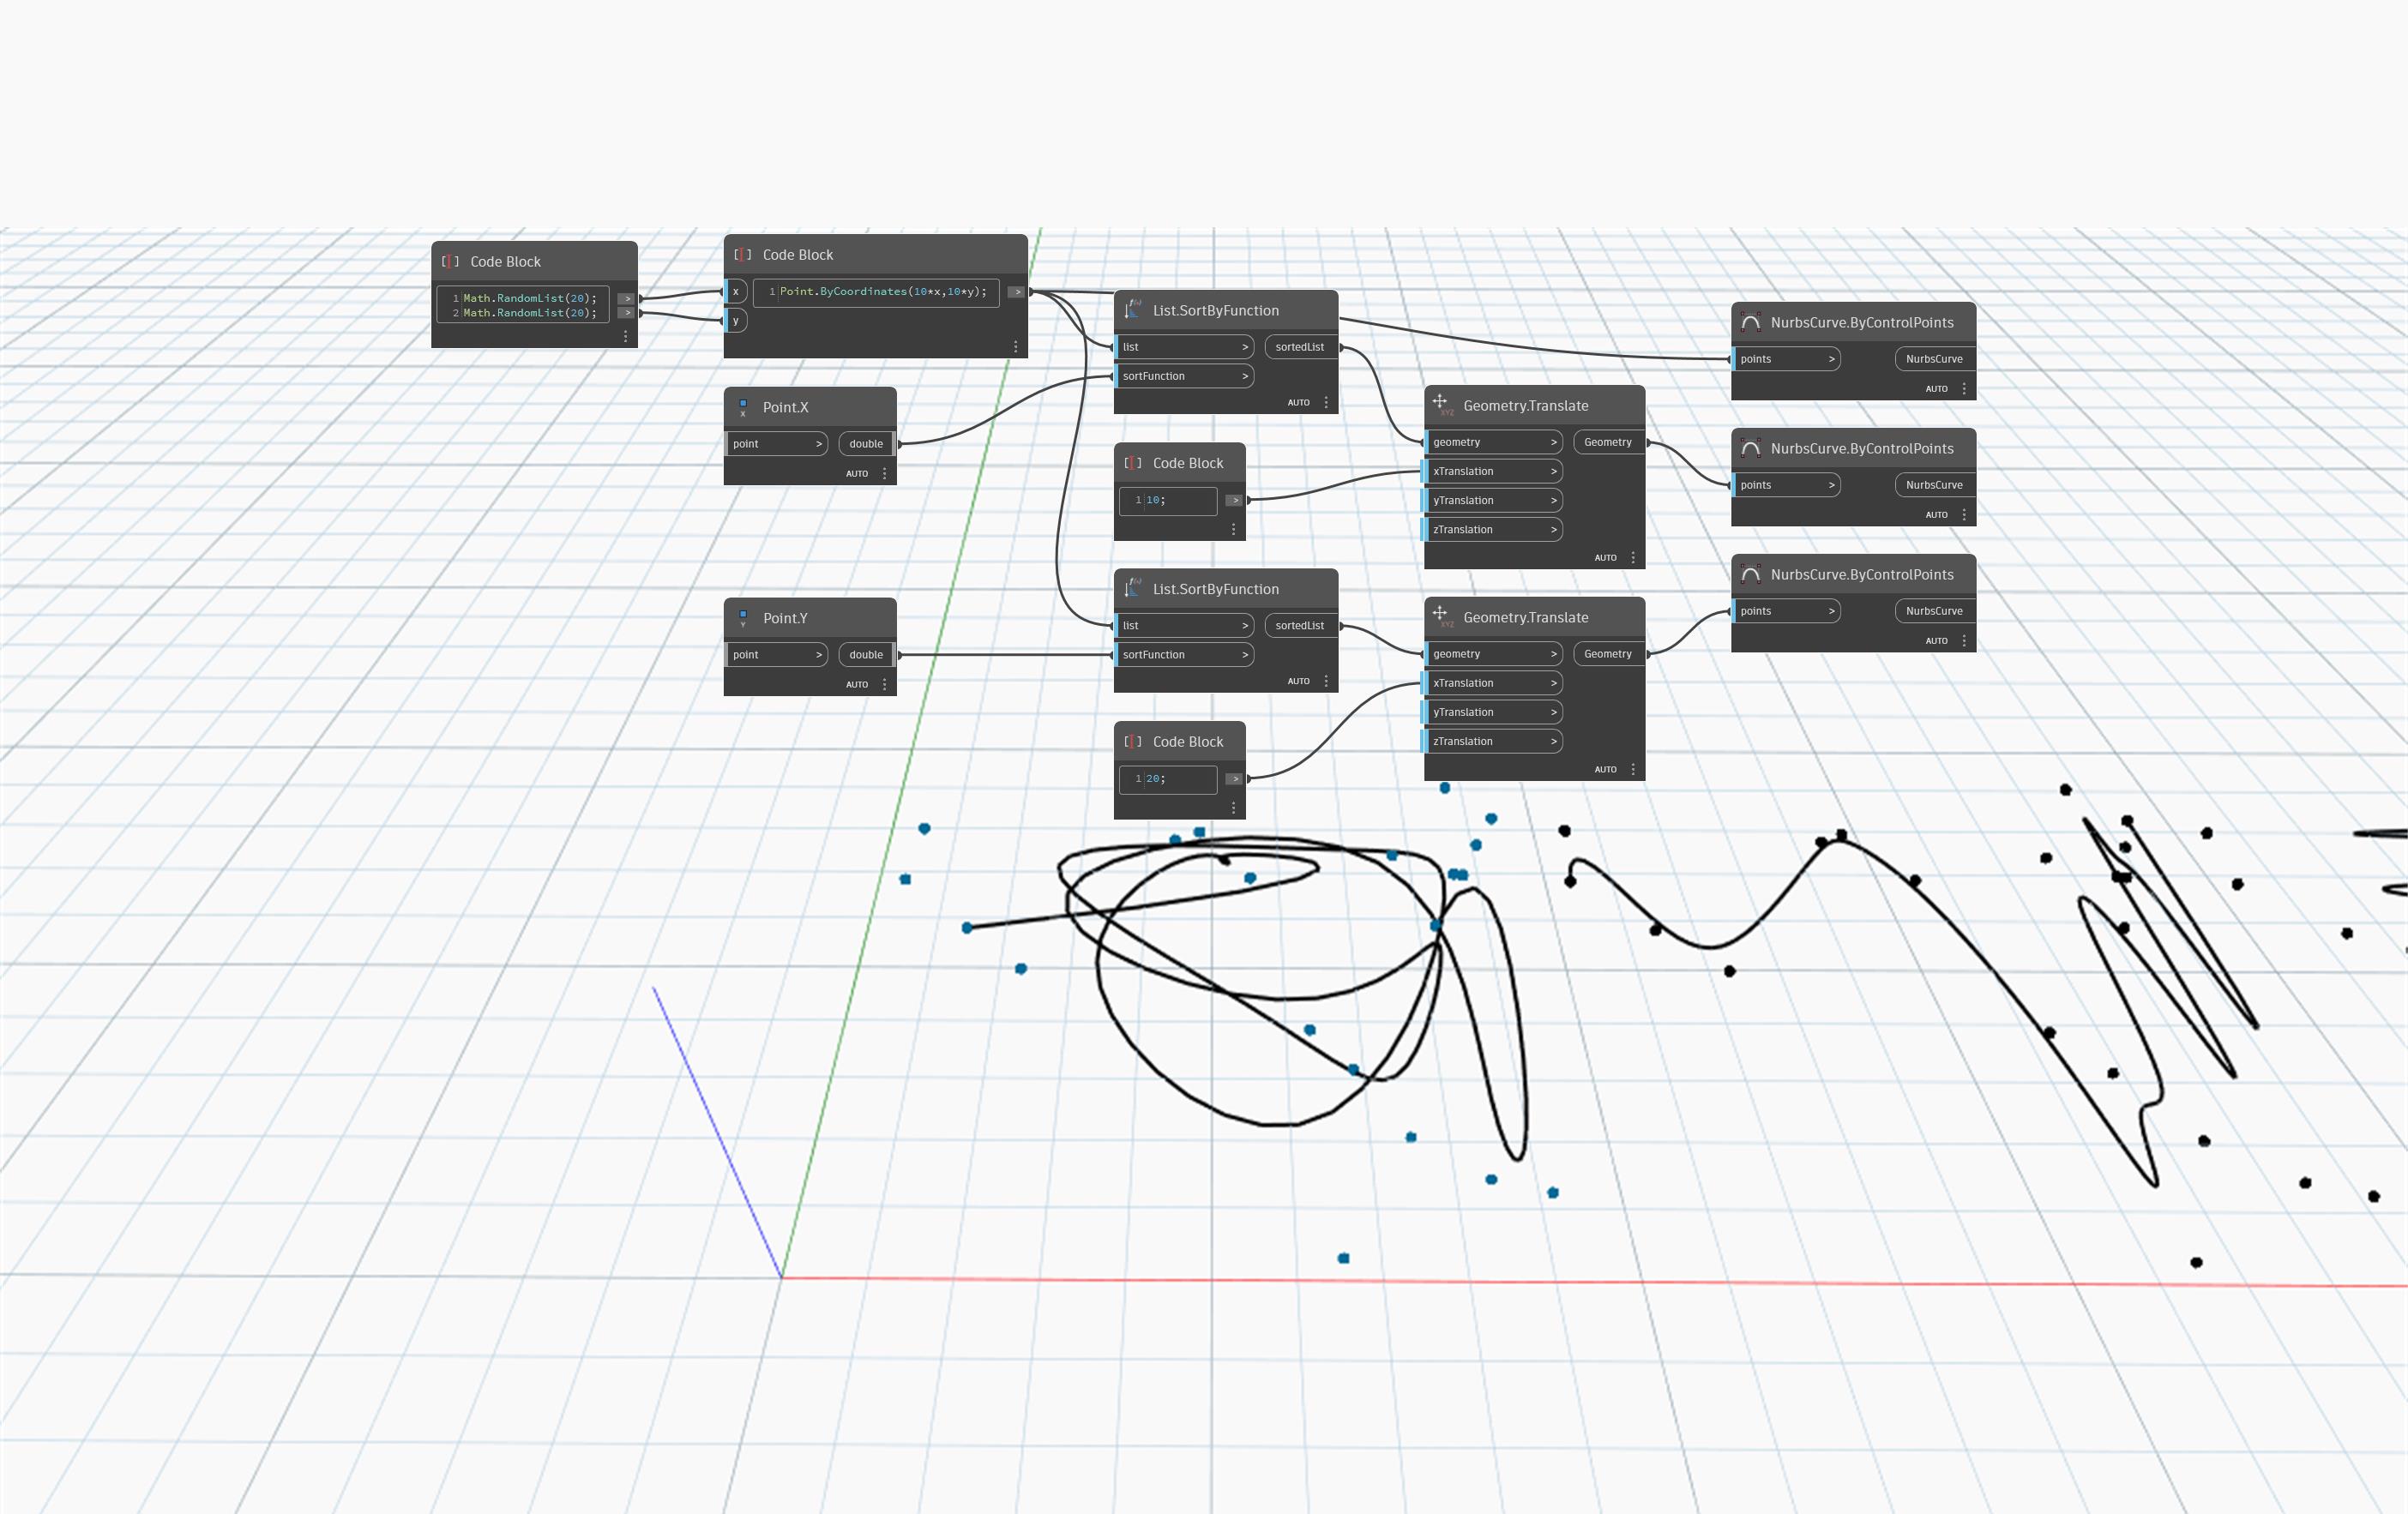 Code Block
1 Math.RandomList(20); >
2 Math.RandomList(20); >
Code Block
x 1 Point.ByCoordinates(10*x,10*y); >
y
Point.X
point > double
AUTO
X
Point.Y
point > double
AUTO
Y
List.SortByFunction
f(x)
list > sortedList
sortFunction >
AUTO
Code Block
1 10; >
List.SortByFunction
f(x)
list > sortedList
sortFunction >
AUTO
Code Block
1 20; >
Geometry.Translate
XYZ
geometry > Geometry
xTranslation >
yTranslation >
zTranslation >
AUTO
Geometry.Translate
XYZ
geometry > Geometry
xTranslation >
yTranslation >
zTranslation >
AUTO
NurbsCurve.ByControlPoints
points > NurbsCurve
AUTO
NurbsCurve.ByControlPoints
points > NurbsCurve
AUTO
NurbsCurve.ByControlPoints
points > NurbsCurve
AUTO